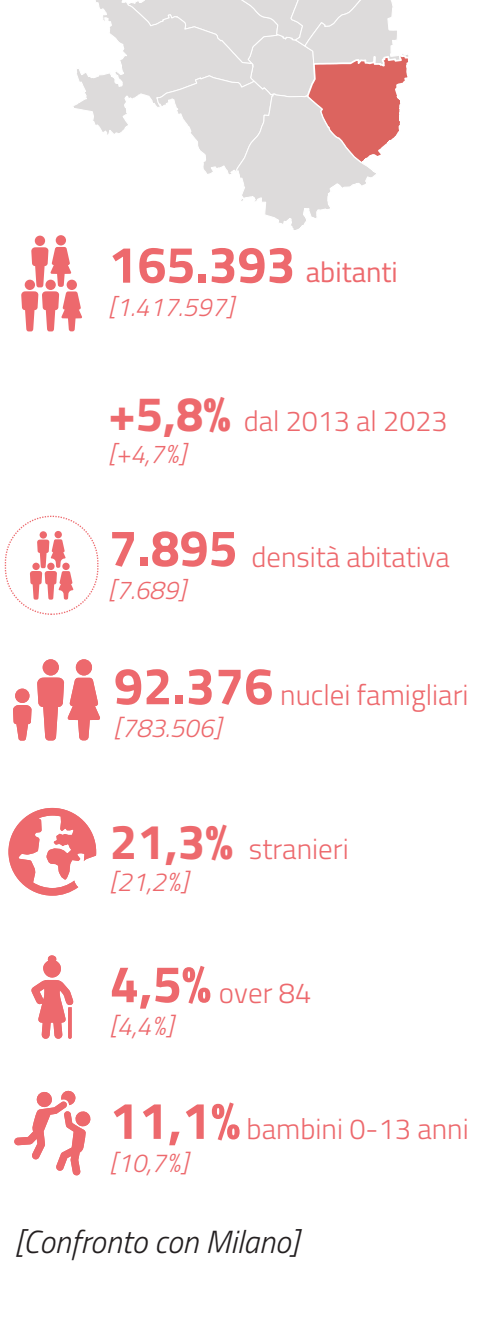 165.393 abitanti
[1.417.597]
+5,8% dal 2013 al 2023
[+4,7%]
7.895 densità abitativa
[7.689]
92.376 nuclei famigliari
[783.506]
21,3% stranieri
[21,2%]
4,5% over 84
[4,4%]
11,1% bambini 0-13 anni
[10,7%]
[Confronto con Milano]